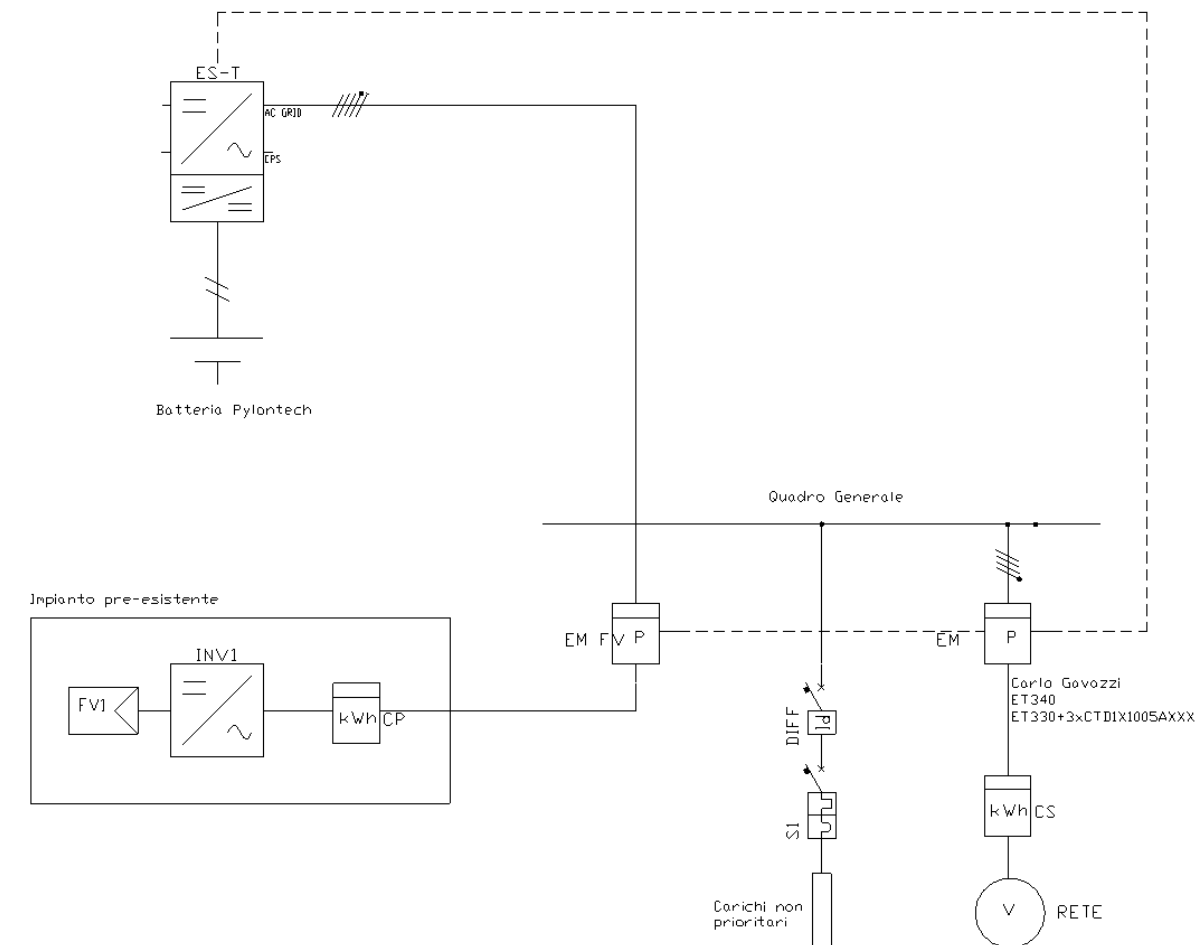 ES-T
AC GRID
EPS
Batteria Pylontech
Quadro Generale
Impianto pre-esistente
INV1
FV1
kWh CP
EM FV P
EM P
Carlo Gavazzi
ET340
ET330+3xCTD1X1005AXXX
DIFF
Id
S1
kWh CS
Carichi non
prioritari
V RETE